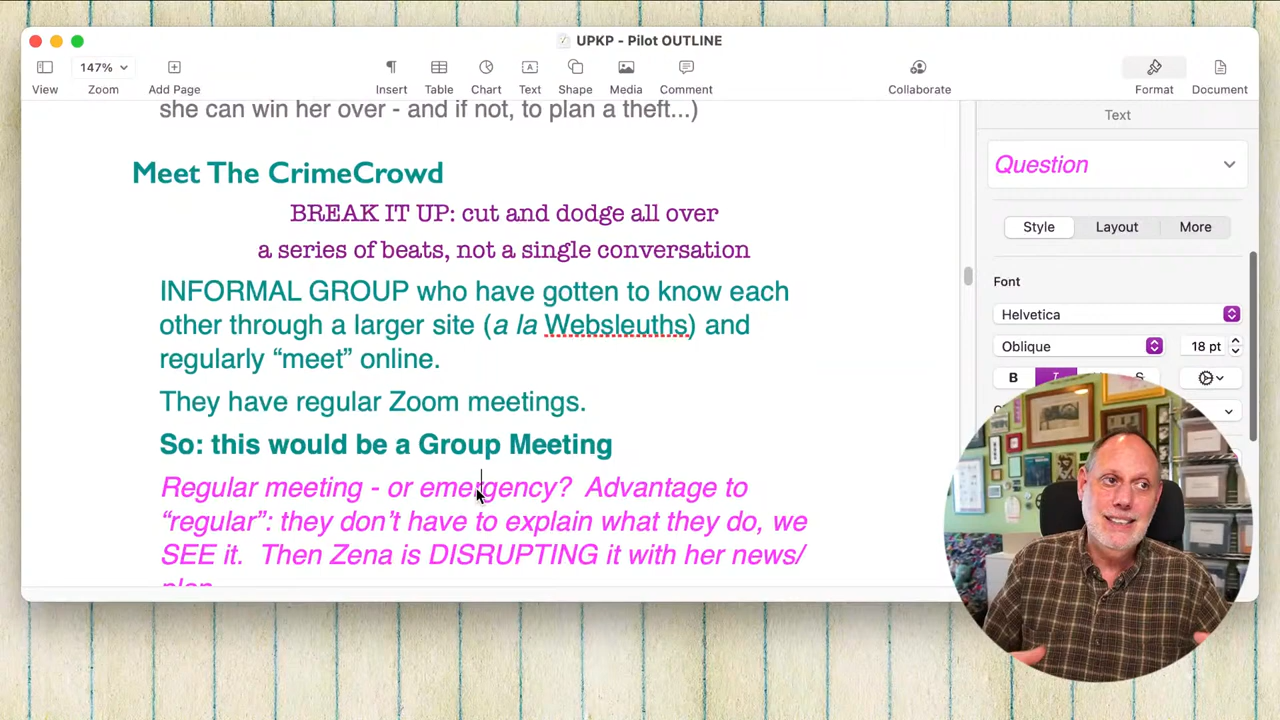 UPKP - Pilot OUTLINE
147%
View
Zoom
Add Page
Insert
Table
Chart
Text
Shape
Media
Comment
Collaborate
Format
Document
she can win her over - and if not, to plan a theft...)
Meet The CrimeCrowd
BREAK IT UP: cut and dodge all over
a series of beats, not a single conversation
INFORMAL GROUP who have gotten to know each
other through a larger site (a la Websleuths) and
regularly “meet” online.
They have regular Zoom meetings.
So: this would be a Group Meeting
Regular meeting - or emergency?  Advantage to
“regular”: they don’t have to explain what they do, we
SEE it.  Then Zena is DISRUPTING it with her news/
plan
Text
Question
Style
Layout
More
Font
Helvetica
Oblique
18 pt
B
I
S